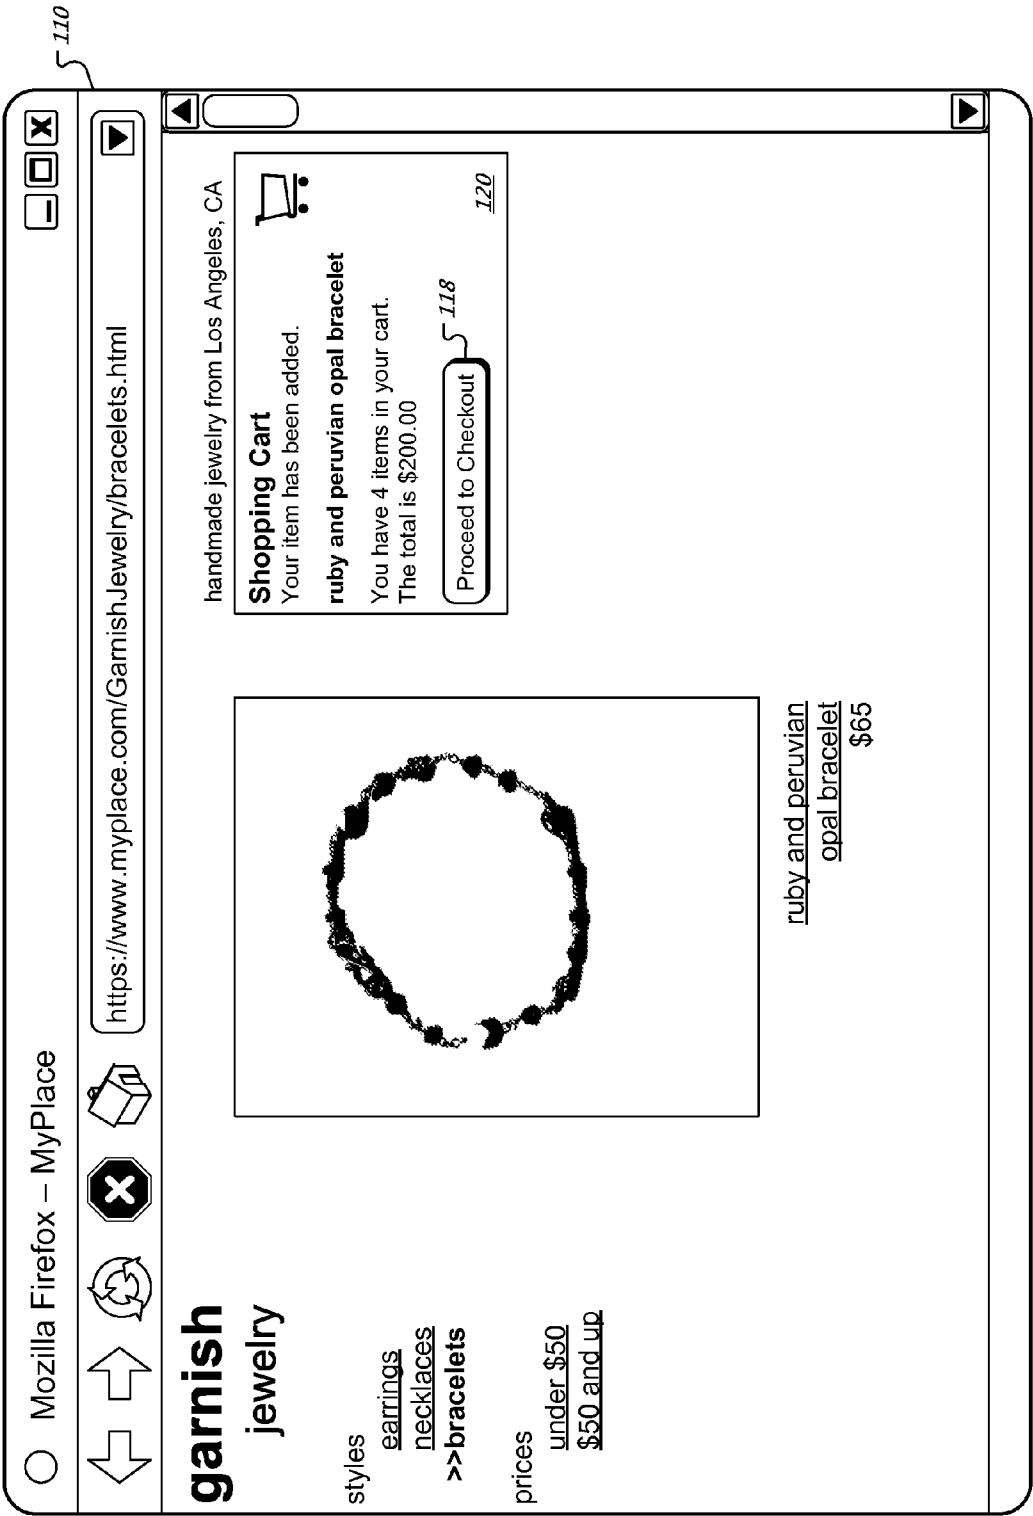 110
Mozilla Firefox – MyPlace
https://www.myplace.com/GarnishJewelry/bracelets.html
garnish
jewelry
handmade jewelry from Los Angeles, CA
styles
earrings
necklaces
>>bracelets
prices
under $50
$50 and up
Shopping Cart
Your item has been added.
ruby and peruvian opal bracelet
You have 4 items in your cart.
The total is $200.00
118
Proceed to Checkout
120
ruby and peruvian
opal bracelet
$65